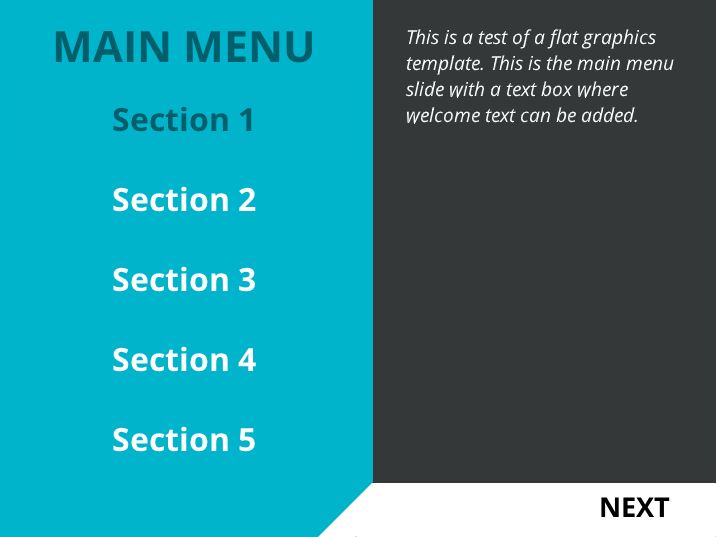 MAIN MENU
Section 1
Section 2
Section 3
Section 4
Section 5
This is a test of a flat graphics
template. This is the main menu
slide with a text box where
welcome text can be added.
NEXT